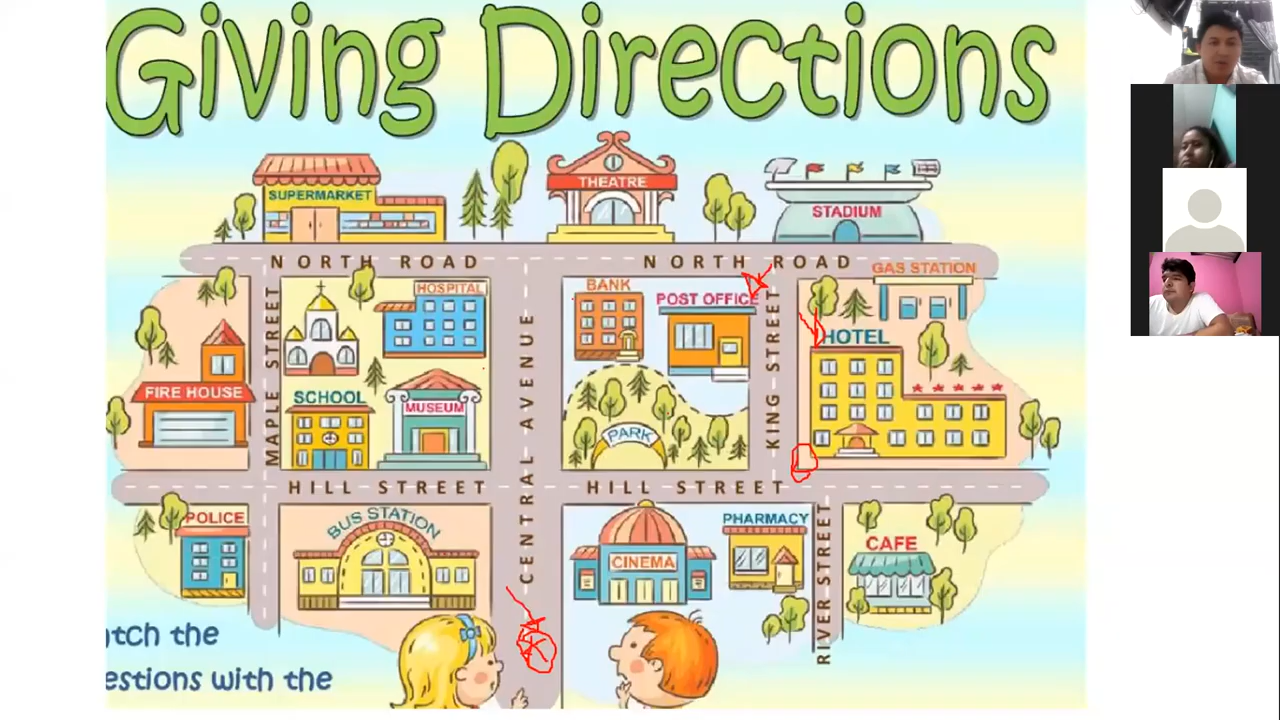 Giving Directions
SUPERMARKET
THEATRE
STADIUM
NORTH ROAD
NORTH ROAD
GAS STATION
HOSPITAL
BANK
POST OFFICE
HOTEL
MAPLE STREET
CENTRAL AVENUE
KING STREET
FIRE HOUSE
SCHOOL
MUSEUM
PARK
HILL STREET
HILL STREET
POLICE
BUS STATION
CINEMA
PHARMACY
RIVER STREET
CAFE
atch the
estions with the